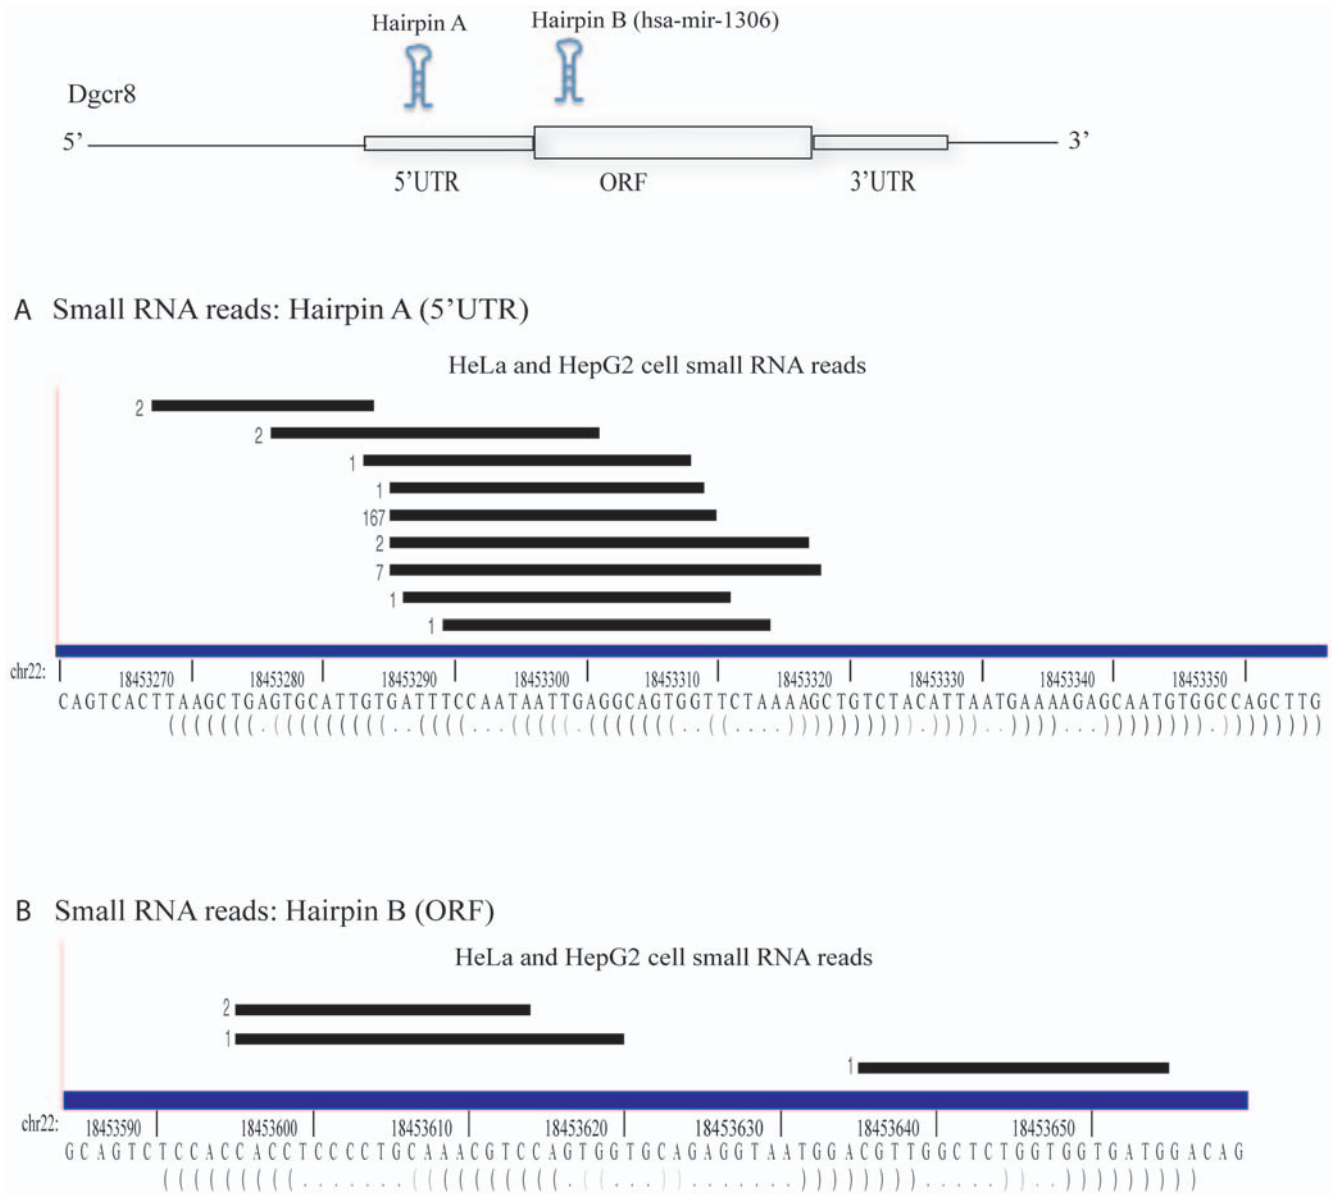 Hairpin A
Hairpin B (hsa-mir-1306)
Dgcr8
5' 3'
5'UTR ORF 3'UTR
A Small RNA reads: Hairpin A (5'UTR)
HeLa and HepG2 cell small RNA reads
2
2
1
1
167
2
7
1
1
chr22: 18453270| 18453280| 18453290| 18453300| 18453310| 18453320| 18453330| 18453340| 18453350|
CAGTCACTTAAGCTGAGTGCATTGTGATTTCCAATAATTGAGGCAGTGGTTCTAAAAGCTGTCTACATTAATGAAAAGAGCAATGTGGCCAGCTTG
(((((((.(((((((((..((((...(((((.(((((((..((....)))))))))).))))..))))...)))))))).))))))))
B Small RNA reads: Hairpin B (ORF)
HeLa and HepG2 cell small RNA reads
2
1
1
chr22: 18453590| 18453600| 18453610| 18453620| 18453630| 18453640| 18453650|
GCAGTCTCCACCACCTCCCCTGCAAACGTCCAGTGGTGCAGAGGTAATGGACGTTGGCTCTGGTGGTGATGGACAG
(((((((((.......((((((((((.((...)).......)))))))).....))..)))))))))